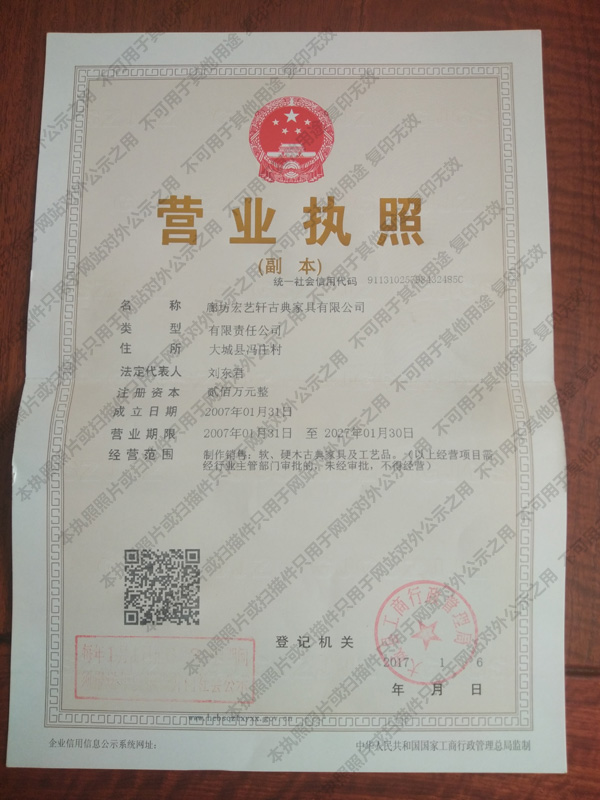 营业执照
(副 本)
统一社会信用代码
名 称 廊坊宏艺轩古典家具有限公司
类 型 有限责任公司
住 所 大城县冯庄村
法定代表人 刘东君
注册资本 贰佰万元整
成立日期 2007年01月31日
营业期限 2007年01月31日 至 2027年01月30日
经营范围 制作销售：软、硬木古典家具及工艺品。（以上经营项目需
经行业主管部门审批的，未经审批，不得经营）
登记机关
工商行政管理局
2017 1 6
年 月 日
企业信用信息公示系统网址：
中华人民共和国国家工商行政管理总局监制
本执照照片或扫描件只用于网站对外公示之用 不可用于其他用途 复印无效